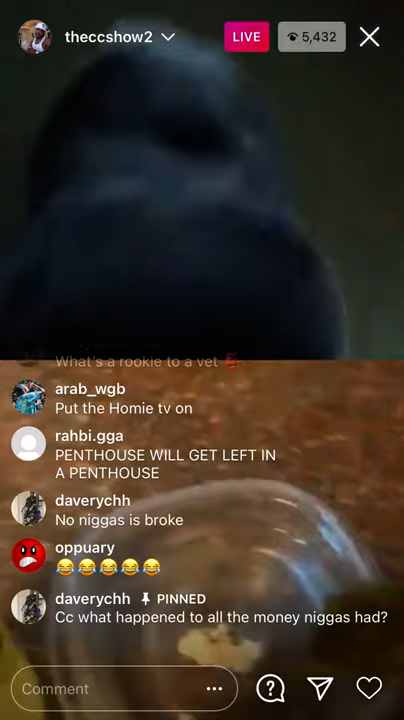 theccshow2
LIVE
5,432
What's a rookie to a vet
arab_wgb
Put the Homie tv on
rahbi.gga
PENTHOUSE WILL GET LEFT IN
A PENTHOUSE
daverychh
No niggas is broke
oppuary
😂😂😂😂😂
daverychh PINNED
Cc what happened to all the money niggas had?
Comment